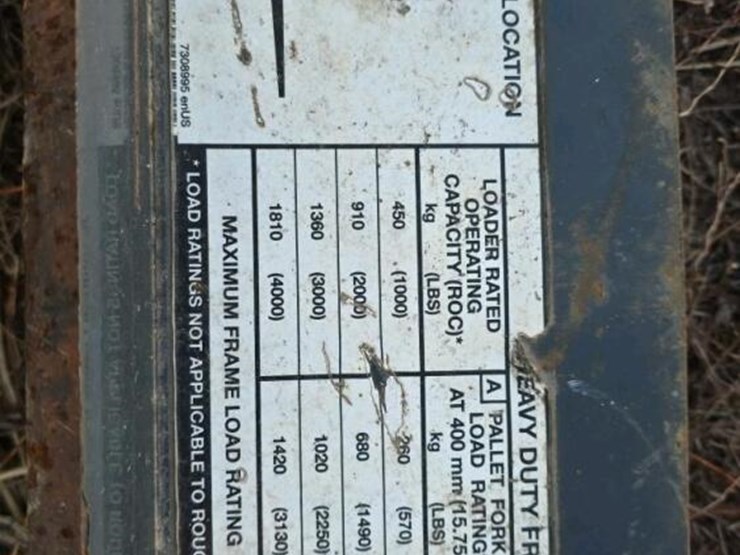 LOCATION
7308995 enUS
HEAVY DUTY FR
LOADER RATED
OPERATING
CAPACITY (ROC)*
kg (LBS)
A PALLET FORK
LOAD RATING
AT 400 mm (15.75
kg (LBS)
450 (1000) 260 (570)
910 (2000) 680 (1490)
1360 (3000) 1020 (2250)
1810 (4000) 1420 (3130)
MAXIMUM FRAME LOAD RATING
* LOAD RATINGS NOT APPLICABLE TO ROUG